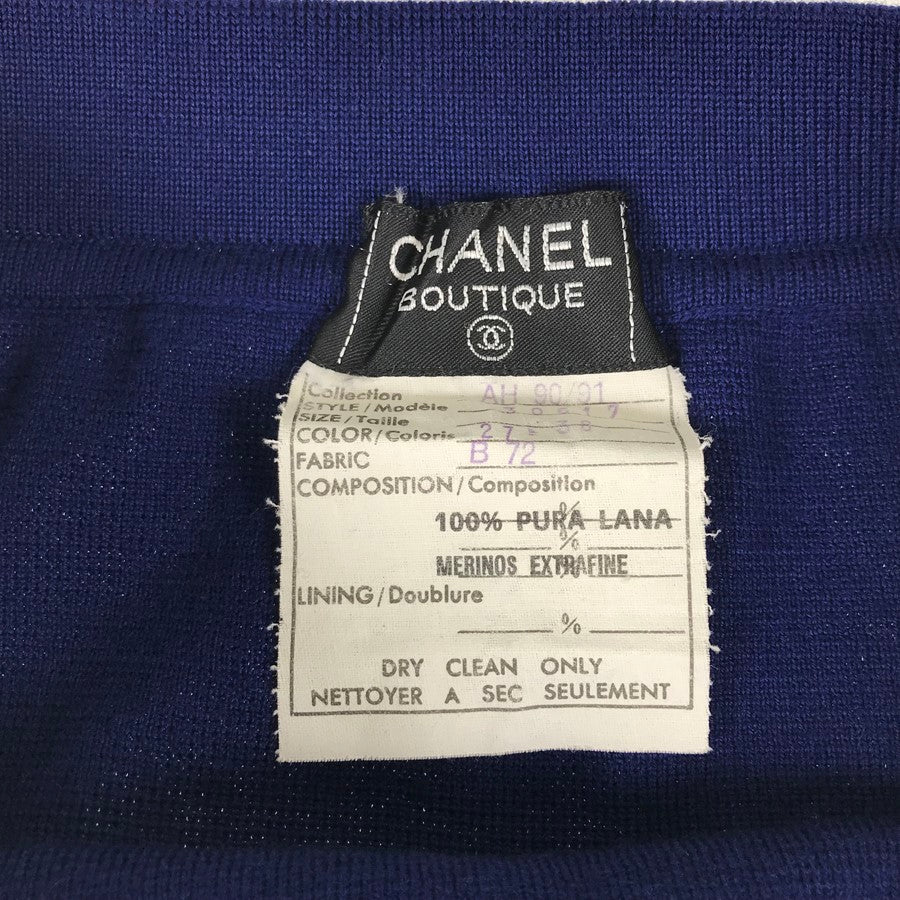 CHANEL
BOUTIQUE
Collection AH 90/91
STYLE/Modèle 30517
SIZE/Taille
COLOR/Coloris
FABRIC B 72
COMPOSITION/Composition
%
100% PURA LANA
%
MERINOS EXTRAFINE
%
LINING/Doublure
%
DRY CLEAN ONLY
NETTOYER A SEC SEULEMENT